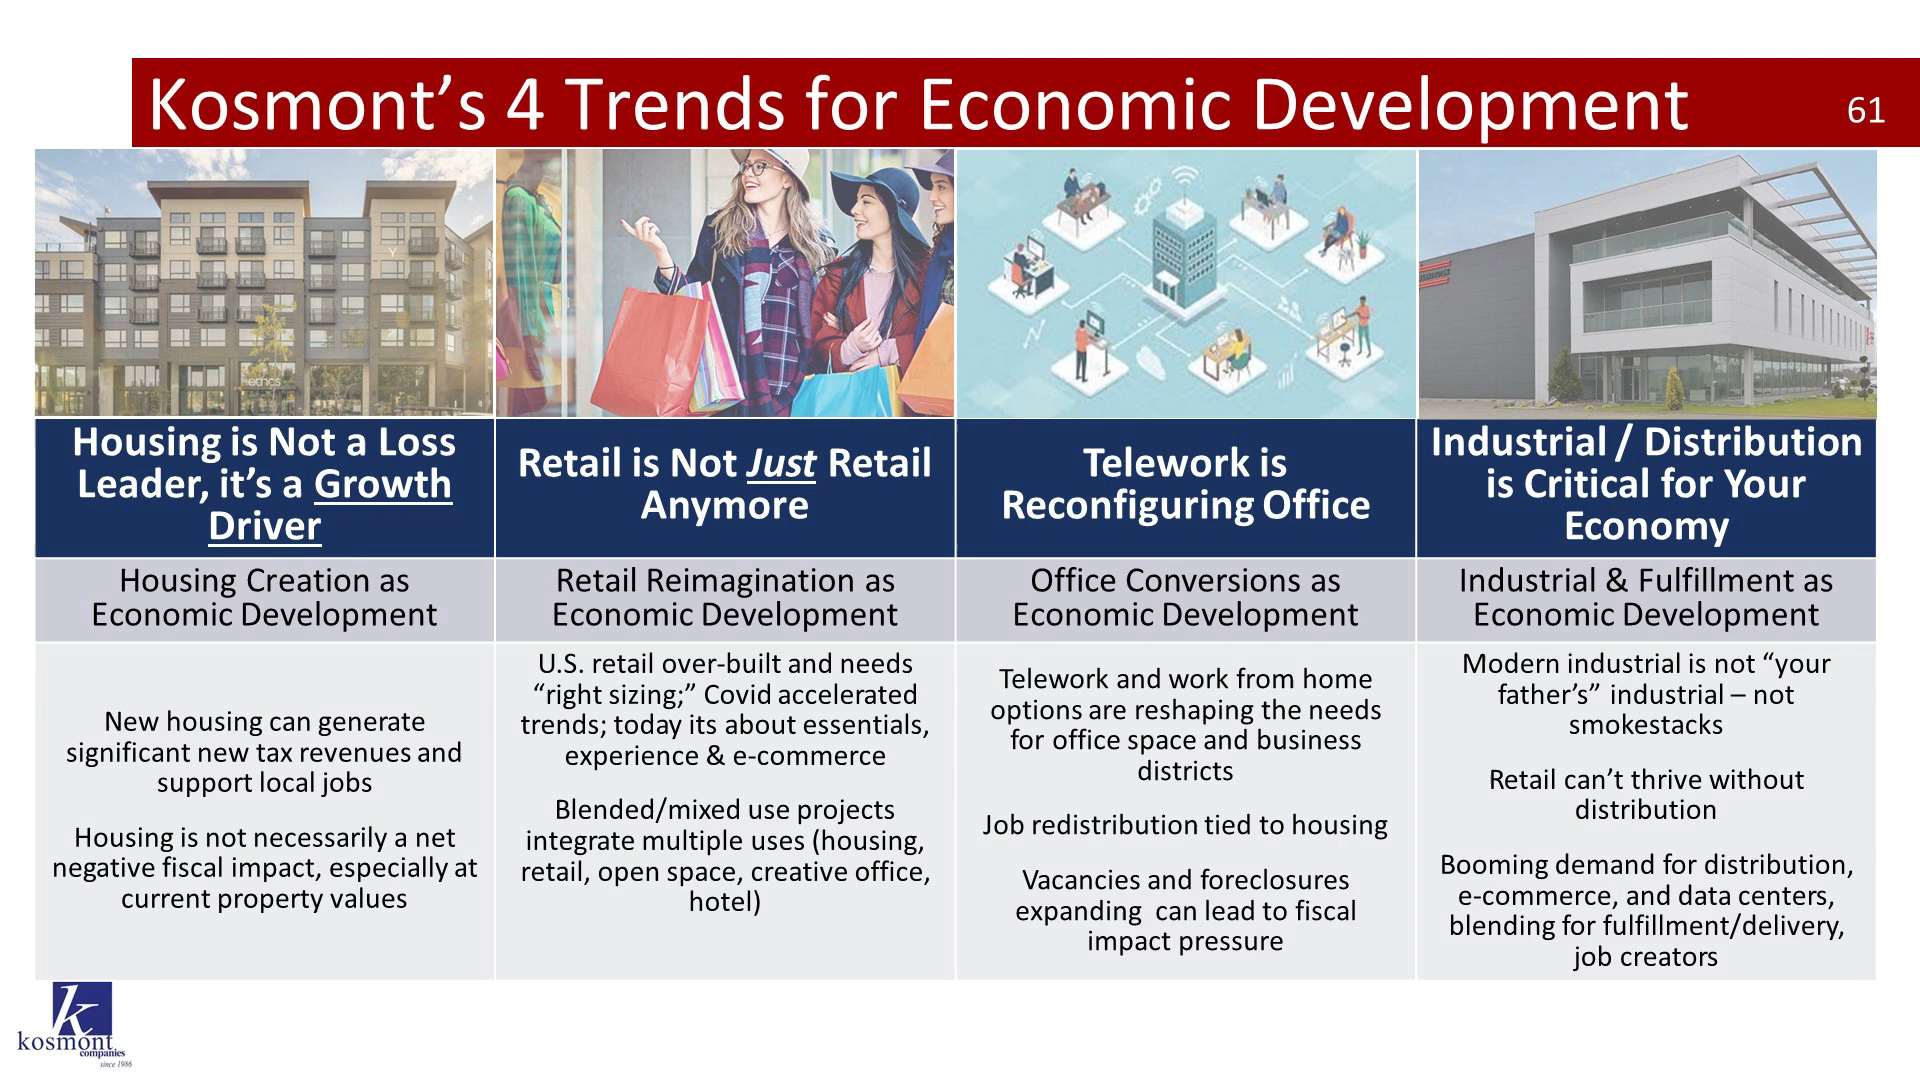 Kosmont’s 4 Trends for Economic Development
61
ethos
Housing is Not a Loss
Leader, it’s a Growth
Driver
Retail is Not Just Retail
Anymore
Telework is
Reconfiguring Office
Industrial / Distribution
is Critical for Your
Economy
Housing Creation as
Economic Development
Retail Reimagination as
Economic Development
Office Conversions as
Economic Development
Industrial & Fulfillment as
Economic Development
New housing can generate
significant new tax revenues and
support local jobs
Housing is not necessarily a net
negative fiscal impact, especially at
current property values
U.S. retail over-built and needs
“right sizing;” Covid accelerated
trends; today its about essentials,
experience & e-commerce
Blended/mixed use projects
integrate multiple uses (housing,
retail, open space, creative office,
hotel)
Telework and work from home
options are reshaping the needs
for office space and business
districts
Job redistribution tied to housing
Vacancies and foreclosures
expanding  can lead to fiscal
impact pressure
Modern industrial is not “your
father’s” industrial – not
smokestacks
Retail can’t thrive without
distribution
Booming demand for distribution,
e-commerce, and data centers,
blending for fulfillment/delivery,
job creators
k
kosmont
companies
since 1986